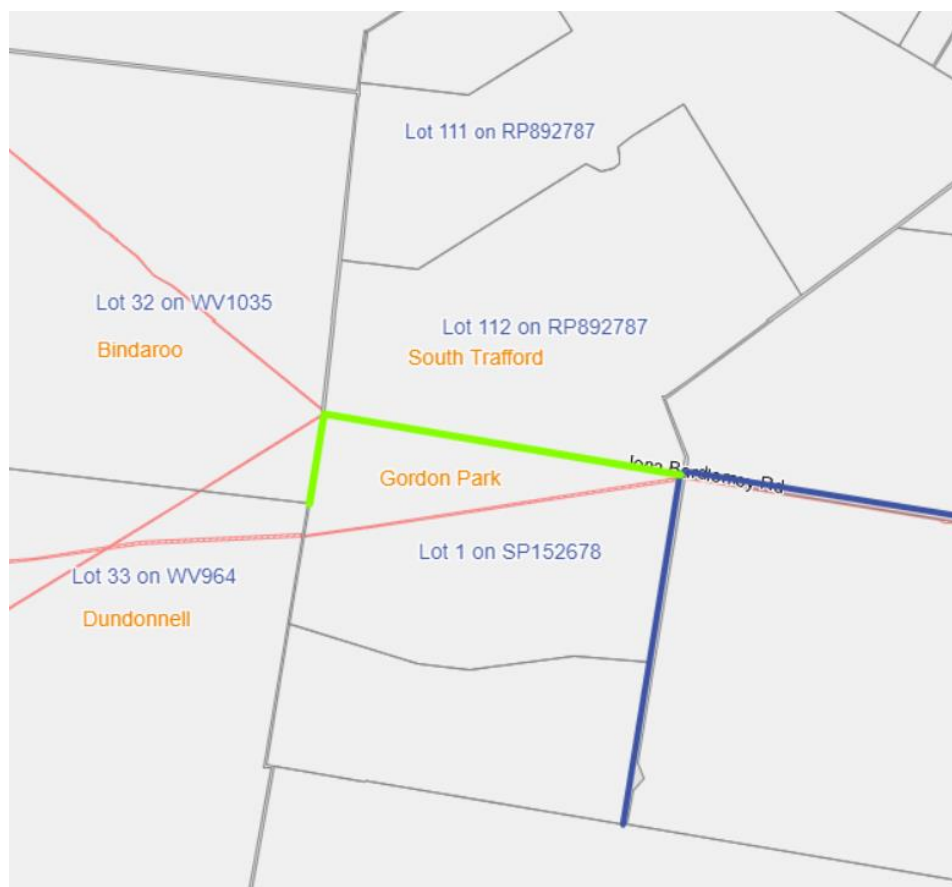 Lot 111 on RP892787
Lot 32 on WV1035
Bindaroo
Lot 112 on RP892787
South Trafford
Gordon Park
Rd
Lot 1 on SP152678
Lot 33 on WV964
Dundonnell